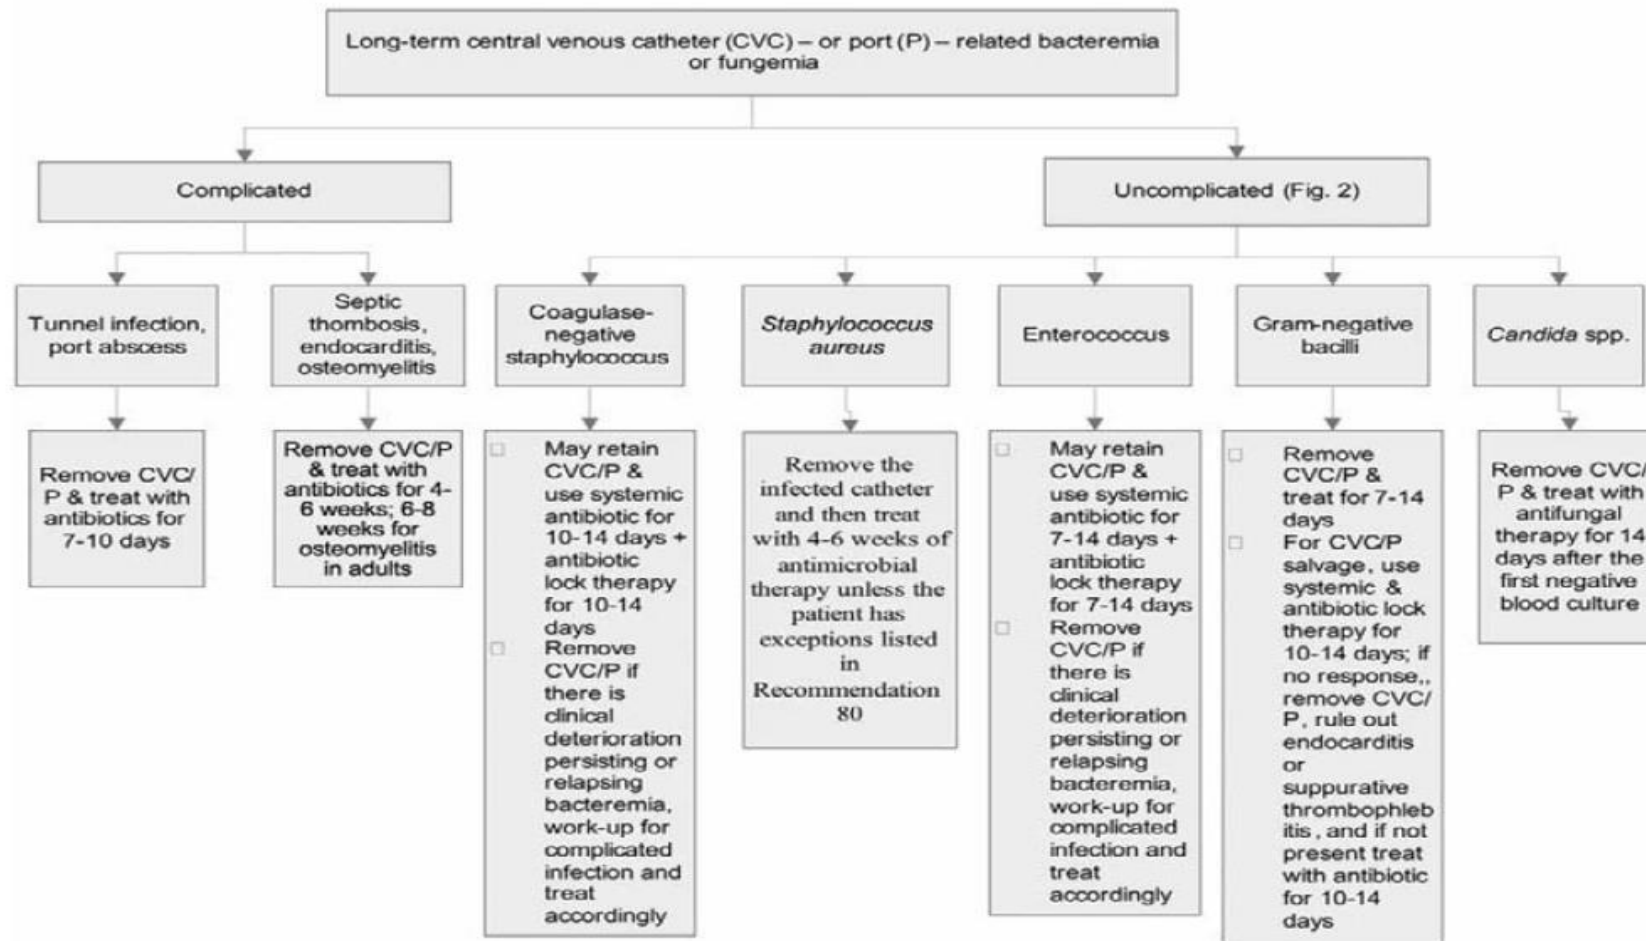 Long-term central venous catheter (CVC) – or port (P) – related bacteremia
or fungemia
Complicated
Uncomplicated (Fig. 2)
Tunnel infection,
port abscess
Septic
thombosis,
endocarditis,
osteomyelitis
Coagulase-
negative
staphylococcus
Staphylococcus
aureus
Enterococcus
Gram-negative
bacilli
Candida spp.
Remove CVC/
P & treat with
antibiotics for
7-10 days
Remove CVC/P
& treat with
antibiotics for 4-
6 weeks; 6-8
weeks for
osteomyelitis
in adults
May retain
CVC/P &
use systemic
antibiotic for
10-14 days +
antibiotic
lock therapy
for 10-14
days
Remove
CVC/P if
there is
clinical
deterioration
persisting or
relapsing
bacteremia,
work-up for
complicated
infection and
treat
accordingly
Remove the
infected catheter
and then treat
with 4-6 weeks of
antimicrobial
therapy unless the
patient has
exceptions listed
in
Recommendation
80
May retain
CVC/P &
use systemic
antibiotic for
7-14 days +
antibiotic
lock therapy
for 7-14 days
Remove
CVC/P if
there is
clinical
deterioration
persisting or
relapsing
bacteremia,
work-up for
complicated
infection and
treat
accordingly
Remove
CVC/P &
treat for 7-14
days
For CVC/P
salvage, use
systemic &
antibiotic lock
therapy for
10-14 days; if
no response,,
remove CVC/
P, rule out
endocarditis
or
suppurative
thrombophleb
itis, and if not
present treat
with antibiotic
for 10-14
days
Remove CVC/
P & treat with
antifungal
therapy for 14
days after the
first negative
blood culture